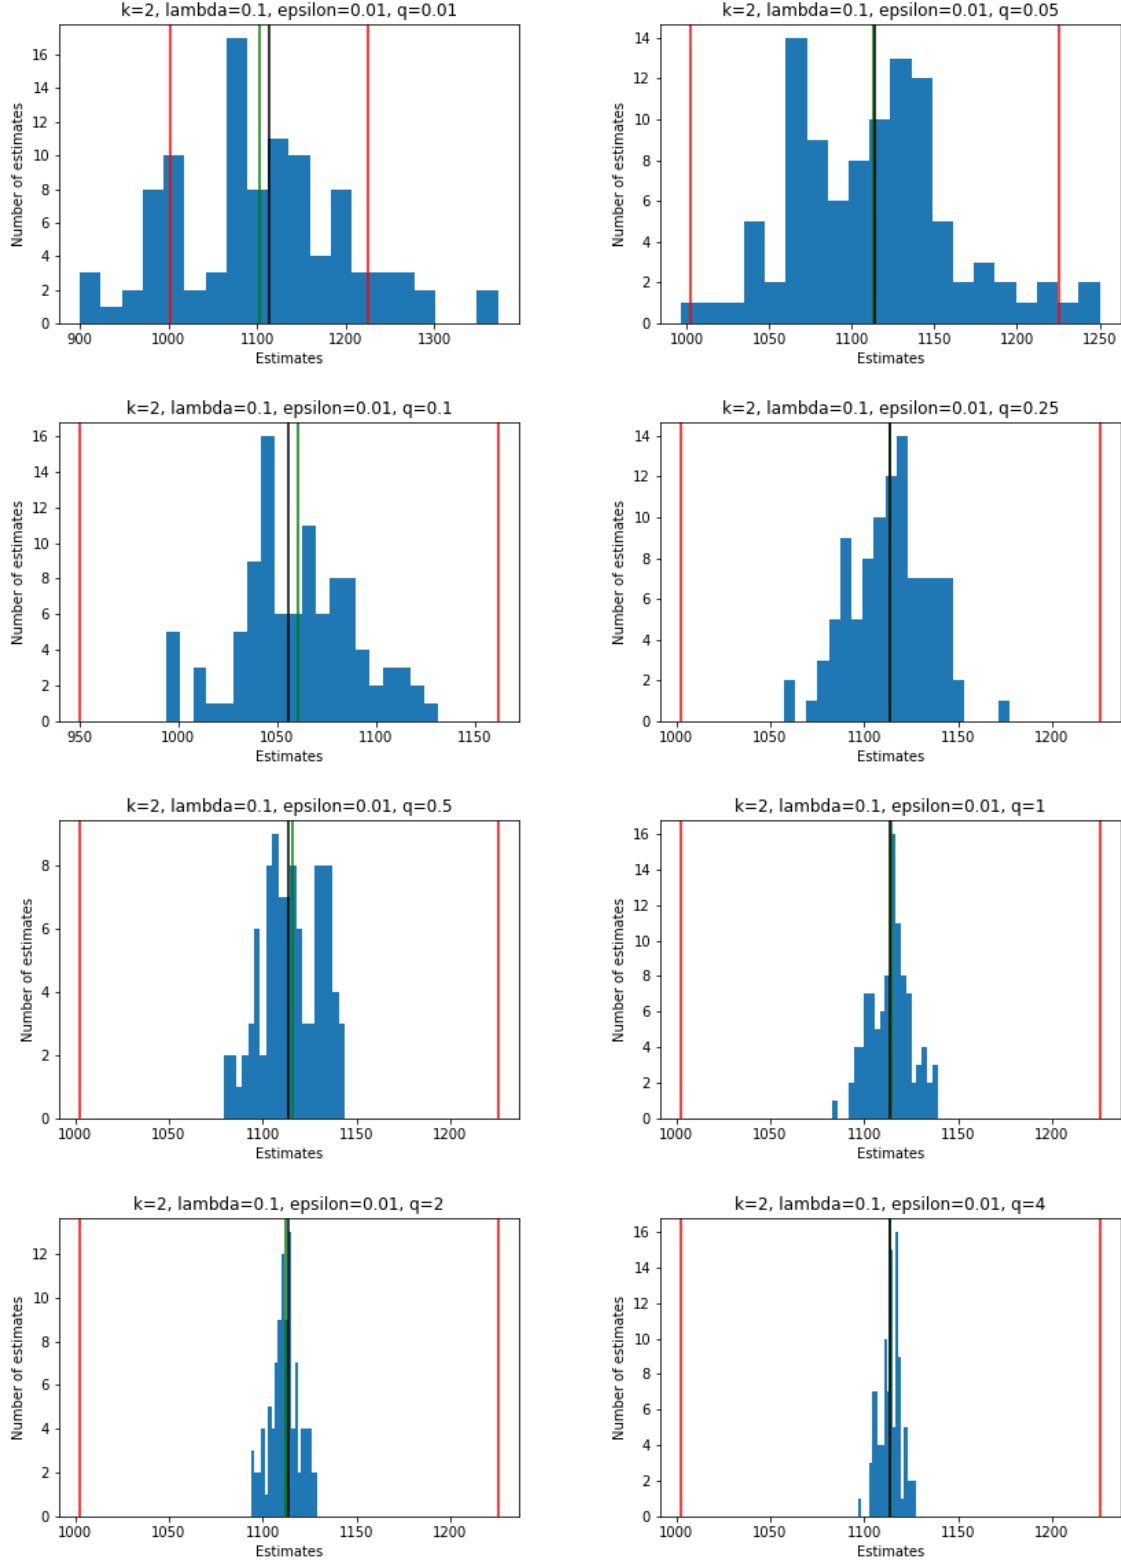 k=2, lambda=0.1, epsilon=0.01, q=0.01
Number of estimates
16
14
12
10
8
6
4
2
0
900 1000 1100 1200 1300
Estimates
k=2, lambda=0.1, epsilon=0.01, q=0.05
Number of estimates
14
12
10
8
6
4
2
0
1000 1050 1100 1150 1200 1250
Estimates
k=2, lambda=0.1, epsilon=0.01, q=0.1
Number of estimates
16
14
12
10
8
6
4
2
0
950 1000 1050 1100 1150
Estimates
k=2, lambda=0.1, epsilon=0.01, q=0.25
Number of estimates
14
12
10
8
6
4
2
0
1000 1050 1100 1150 1200
Estimates
k=2, lambda=0.1, epsilon=0.01, q=0.5
Number of estimates
8
6
4
2
0
1000 1050 1100 1150 1200
Estimates
k=2, lambda=0.1, epsilon=0.01, q=1
Number of estimates
16
14
12
10
8
6
4
2
0
1000 1050 1100 1150 1200
Estimates
k=2, lambda=0.1, epsilon=0.01, q=2
Number of estimates
12
10
8
6
4
2
0
1000 1050 1100 1150 1200
Estimates
k=2, lambda=0.1, epsilon=0.01, q=4
Number of estimates
16
14
12
10
8
6
4
2
0
1000 1050 1100 1150 1200
Estimates